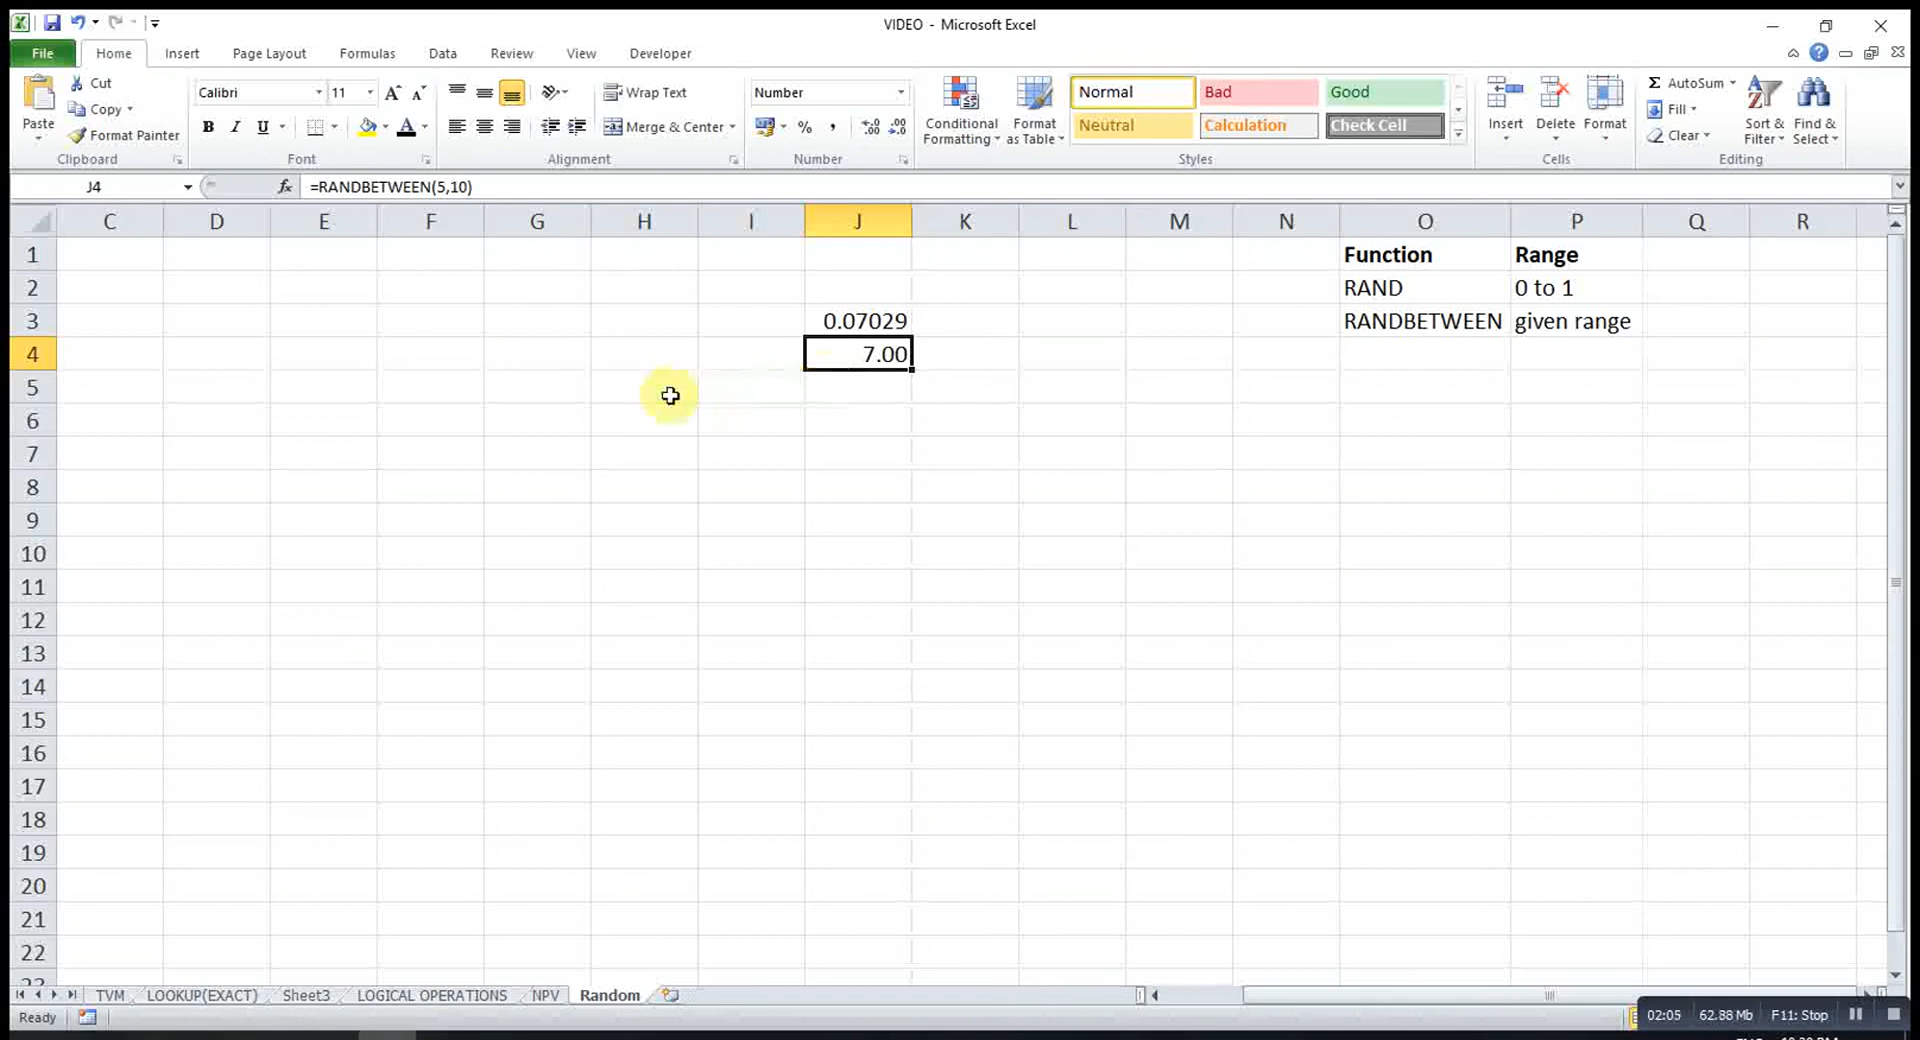 VIDEO - Microsoft Excel
File Home Insert Page Layout Formulas Data Review View Developer
Paste
Cut
Copy
Format Painter
Clipboard
Calibri 11
B I U
Font
Wrap Text
Merge & Center
Alignment
Number
Number
Conditional Formatting
Format as Table
Normal Bad Good
Neutral Calculation Check Cell
Styles
Insert Delete Format
Cells
Σ AutoSum
Fill
Clear
Sort & Filter
Find & Select
Editing
J4 fx =RANDBETWEEN(5,10)
C D E F G H I J K L M N O P Q R
1 Function Range
2 RAND 0 to 1
3 0.07029 RANDBETWEEN given range
4 7.00
5
6
7
8
9
10
11
12
13
14
15
16
17
18
19
20
21
22
TVM LOOKUP(EXACT) Sheet3 LOGICAL OPERATIONS NPV Random
Ready
02:05 62.88 Mb F11: Stop